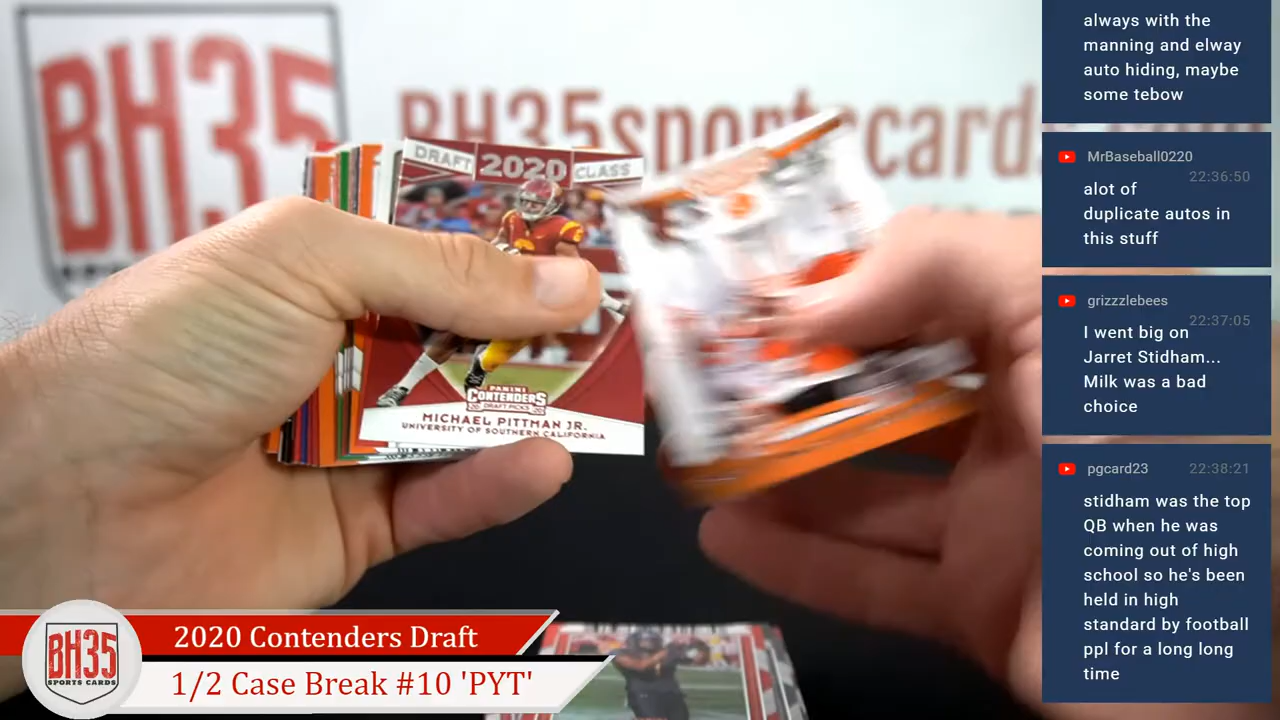 BH35
BH35sportscards
DRAFT 2020 CLASS
PANINI
CONTENDERS
DRAFT PICKS
MICHAEL PITTMAN JR.
UNIVERSITY OF SOUTHERN CALIFORNIA
BH35
SPORTS CARDS
2020 Contenders Draft
1/2 Case Break #10 'PYT'
always with the
manning and elway
auto hiding, maybe
some tebow
MrBaseball0220
22:36:50
alot of
duplicate autos in
this stuff
grizzzlebees
22:37:05
I went big on
Jarret Stidham...
Milk was a bad
choice
pgcard23 22:38:21
stidham was the top
QB when he was
coming out of high
school so he's been
held in high
standard by football
ppl for a long long
time